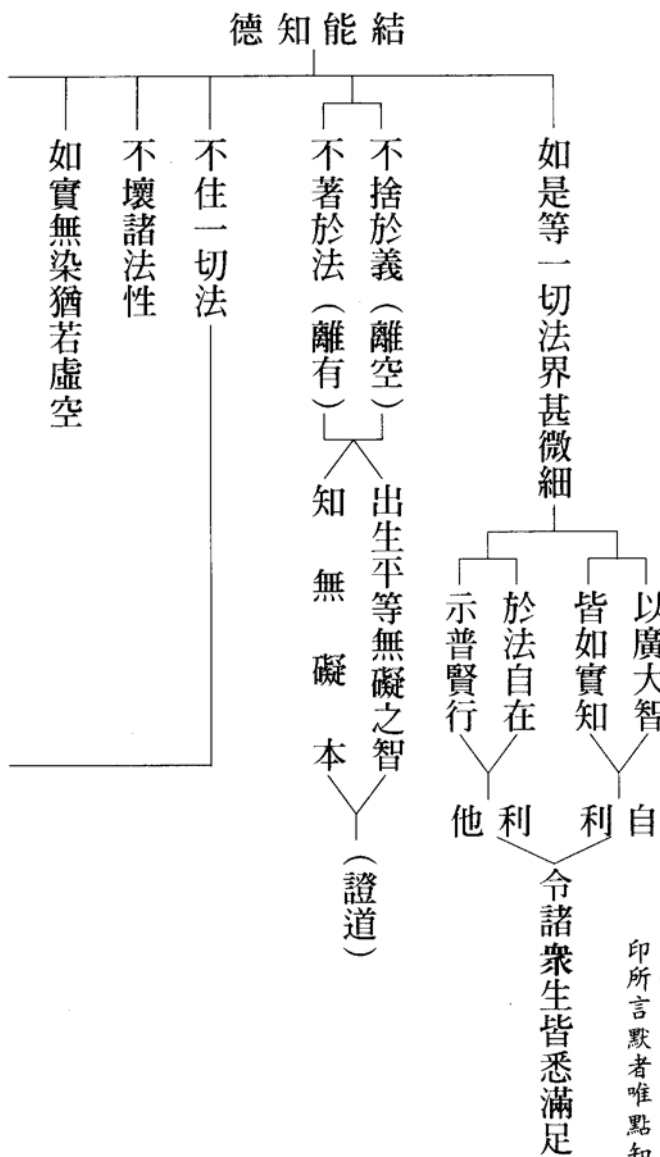 結能知德
如是等一切法界甚微細
以廣大智
皆如實知
於法自在
示普賢行
自利
利他
令諸衆生皆悉滿足
印所言默者唯點知
不捨於義（離空）
不著於法（離有）
出生平等無礙之智
知無礙本
（證道）
不住一切法
不壞諸法性
如實無染猶若虛空